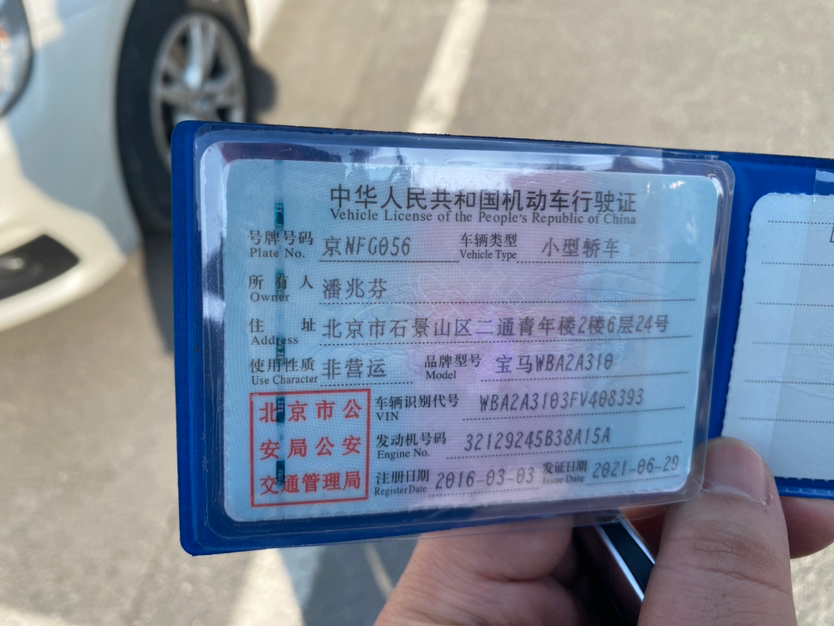 中华人民共和国机动车行驶证
Vehicle License of the People's Republic of China
号牌号码 京NFG056 车辆类型 小型轿车
Plate No. Vehicle Type
所有人 潘兆芬
Owner
住址 北京市石景山区二通青年楼2楼6层24号
Address
使用性质 非营运 品牌型号 宝马WBA2A310
Use Character Model
北京市公
安局公安
交通管理局
车辆识别代号 WBA2A3103FV408393
VIN
发动机号码 32129245B38A15A
Engine No.
注册日期 2016-03-03 发证日期 2021-06-29
Register Date Issue Date